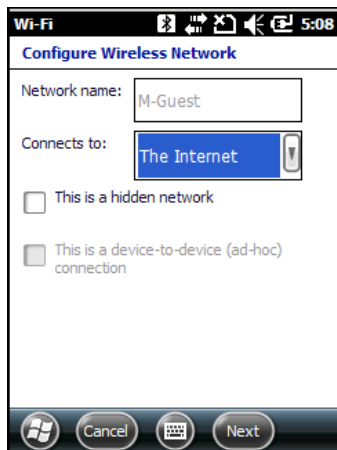 Wi-Fi 5:08
Configure Wireless Network
Network name: M-Guest
Connects to: The Internet
This is a hidden network
This is a device-to-device (ad-hoc)
connection
Cancel Next